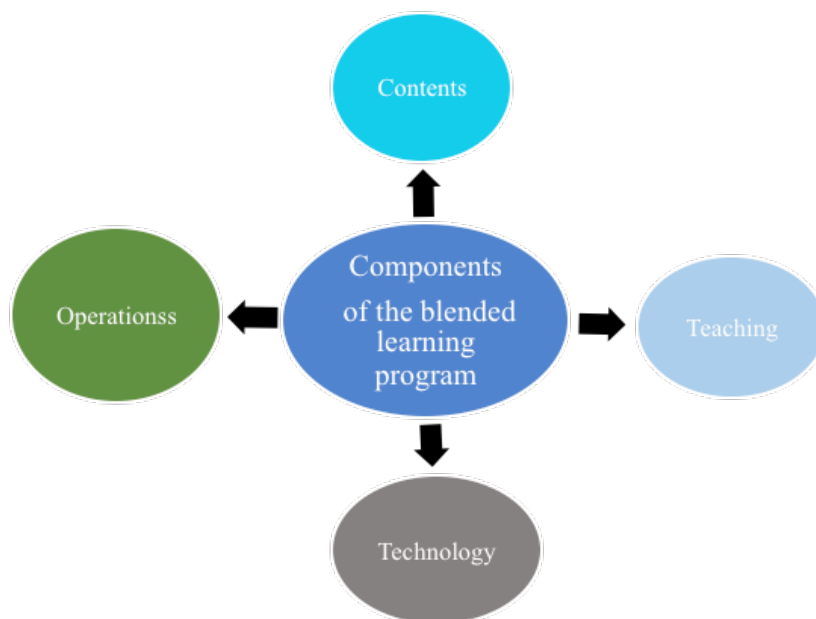 Contents
Components
of the blended
learning
program
Operationss
Teaching
Technology